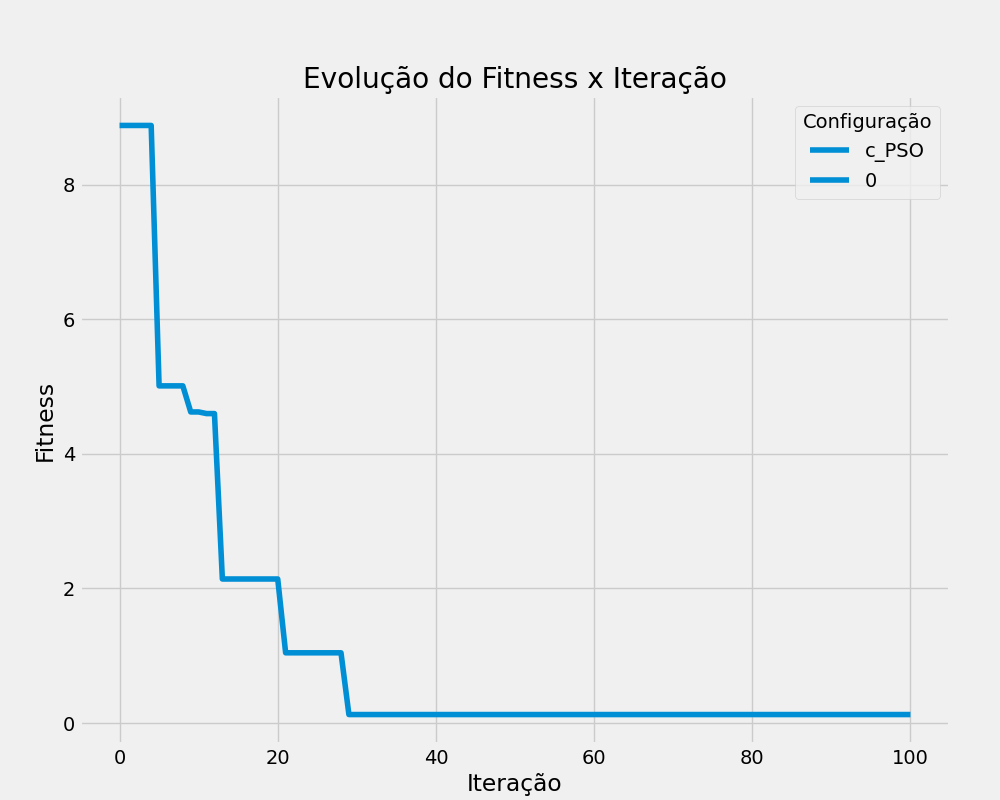 Evolução do Fitness x Iteração
Configuração
c_PSO
0
Fitness
8
6
4
2
0
0 20 40 60 80 100
Iteração